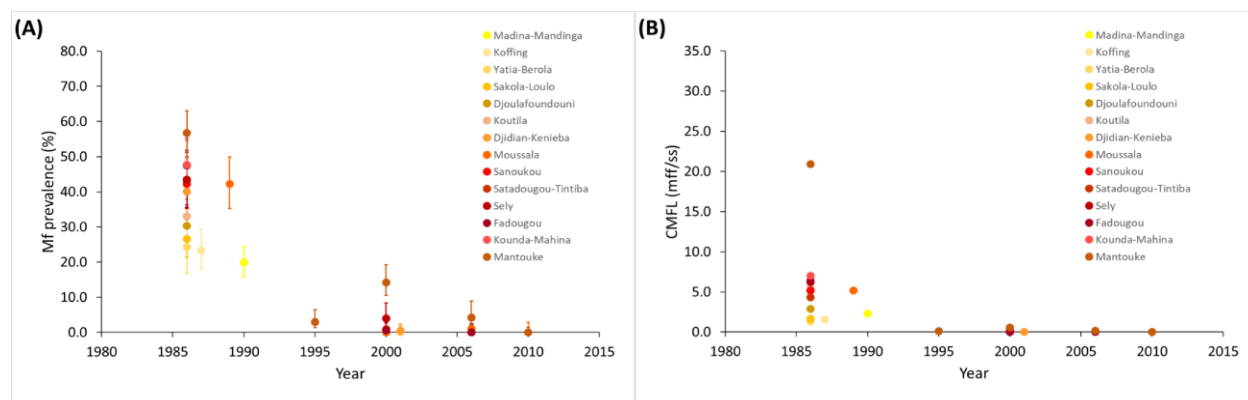 (A)
Mf prevalence (%)
80.0
70.0
60.0
50.0
40.0
30.0
20.0
10.0
0.0
1980 1985 1990 1995 2000 2005 2010 2015
Year
Madina-Mandinga
Koffing
Yatia-Berola
Sakola-Loulo
Djoulafoundouni
Koutila
Djidian-Kenieba
Moussala
Sanoukou
Satadougou-Tintiba
Sely
Fadougou
Kounda-Mahina
Mantouke
(B)
CMFL (mff/ss)
35.0
30.0
25.0
20.0
15.0
10.0
5.0
0.0
1980 1985 1990 1995 2000 2005 2010 2015
Year
Madina-Mandinga
Koffing
Yatia-Berola
Sakola-Loulo
Djoulafoundouni
Koutila
Djidian-Kenieba
Moussala
Sanoukou
Satadougou-Tintiba
Sely
Fadougou
Kounda-Mahina
Mantouke